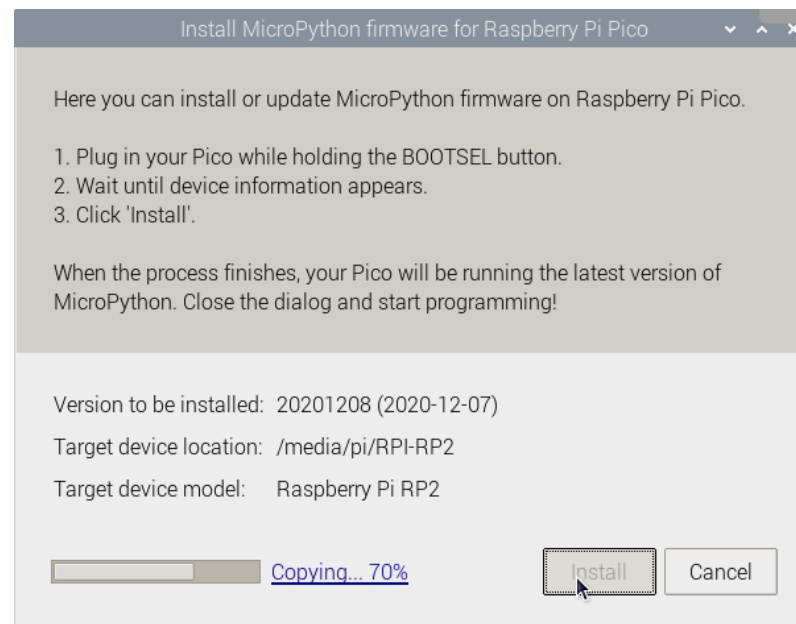 Install MicroPython firmware for Raspberry Pi Pico
Here you can install or update MicroPython firmware on Raspberry Pi Pico.
1. Plug in your Pico while holding the BOOTSEL button.
2. Wait until device information appears.
3. Click 'Install'.
When the process finishes, your Pico will be running the latest version of
MicroPython. Close the dialog and start programming!
Version to be installed: 20201208 (2020-12-07)
Target device location: /media/pi/RPI-RP2
Target device model: Raspberry Pi RP2
Copying... 70% Install Cancel